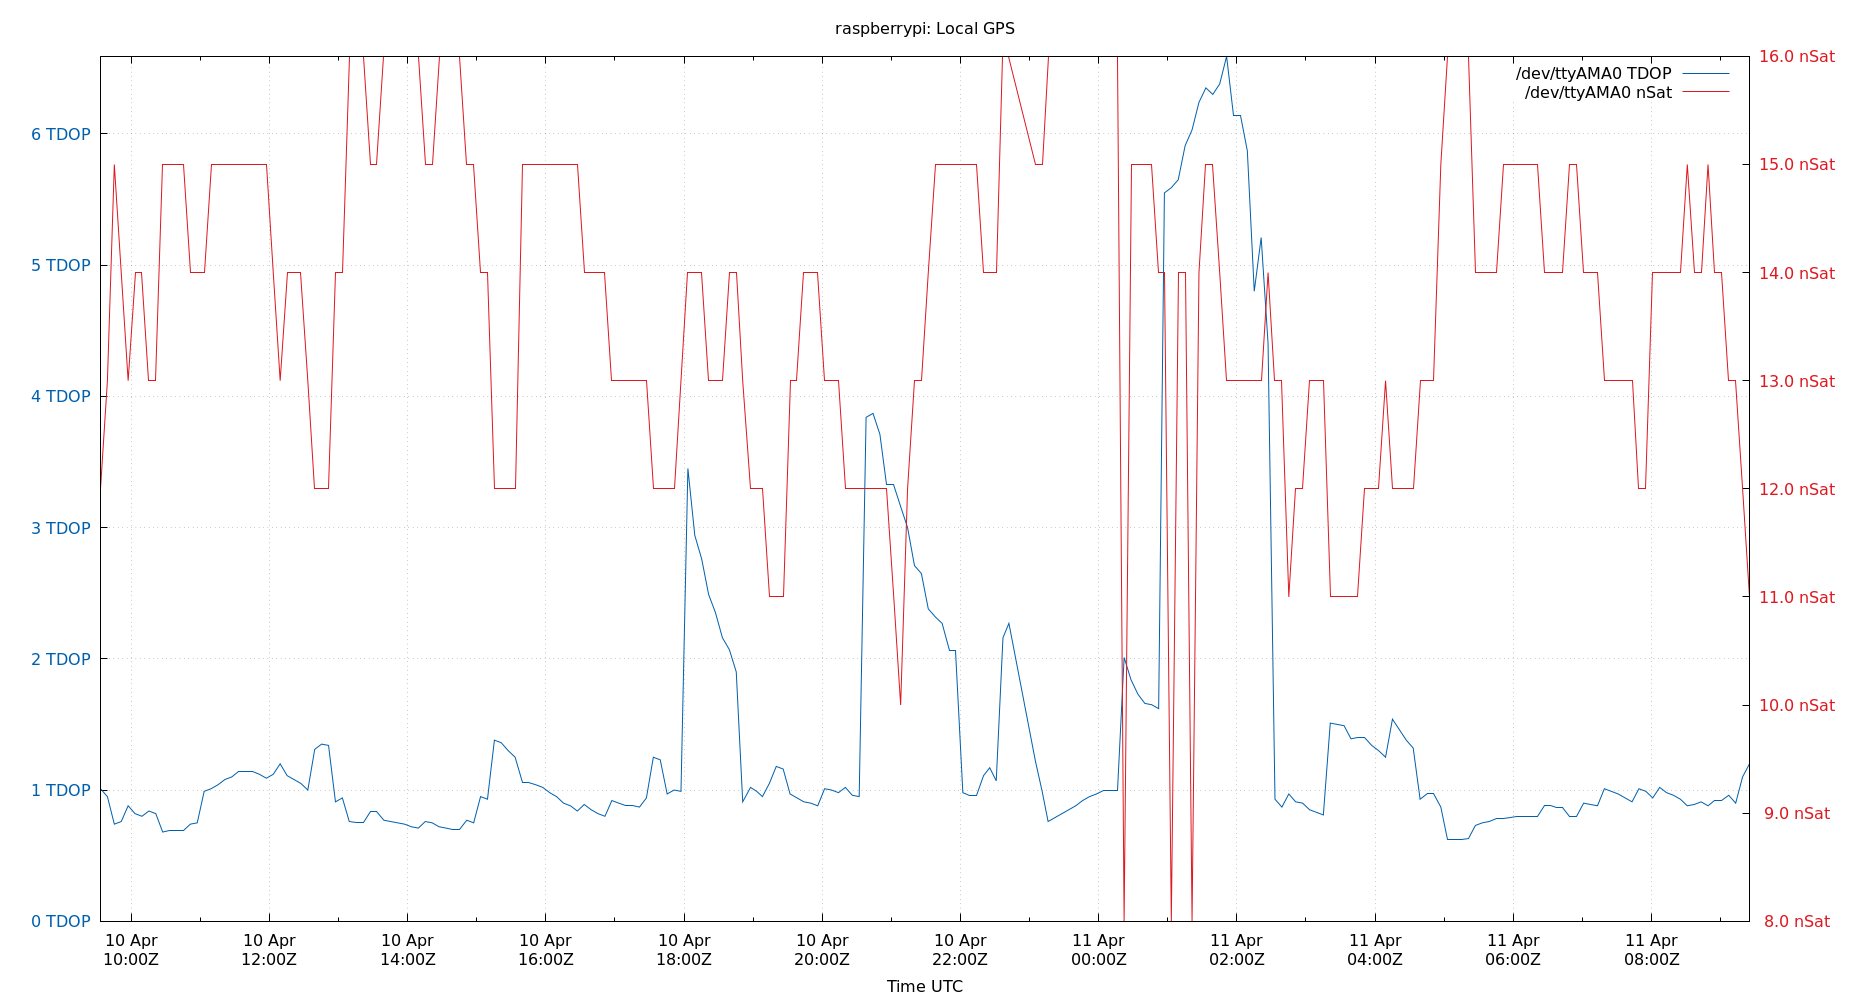 raspberrypi: Local GPS
/dev/ttyAMA0 TDOP
/dev/ttyAMA0 nSat
6 TDOP
5 TDOP
4 TDOP
3 TDOP
2 TDOP
1 TDOP
0 TDOP
16.0 nSat
15.0 nSat
14.0 nSat
13.0 nSat
12.0 nSat
11.0 nSat
10.0 nSat
9.0 nSat
8.0 nSat
10 Apr 10 Apr 10 Apr 10 Apr 10 Apr 10 Apr 10 Apr 11 Apr 11 Apr 11 Apr 11 Apr 11 Apr
10:00Z 12:00Z 14:00Z 16:00Z 18:00Z 20:00Z 22:00Z 00:00Z 02:00Z 04:00Z 06:00Z 08:00Z
Time UTC